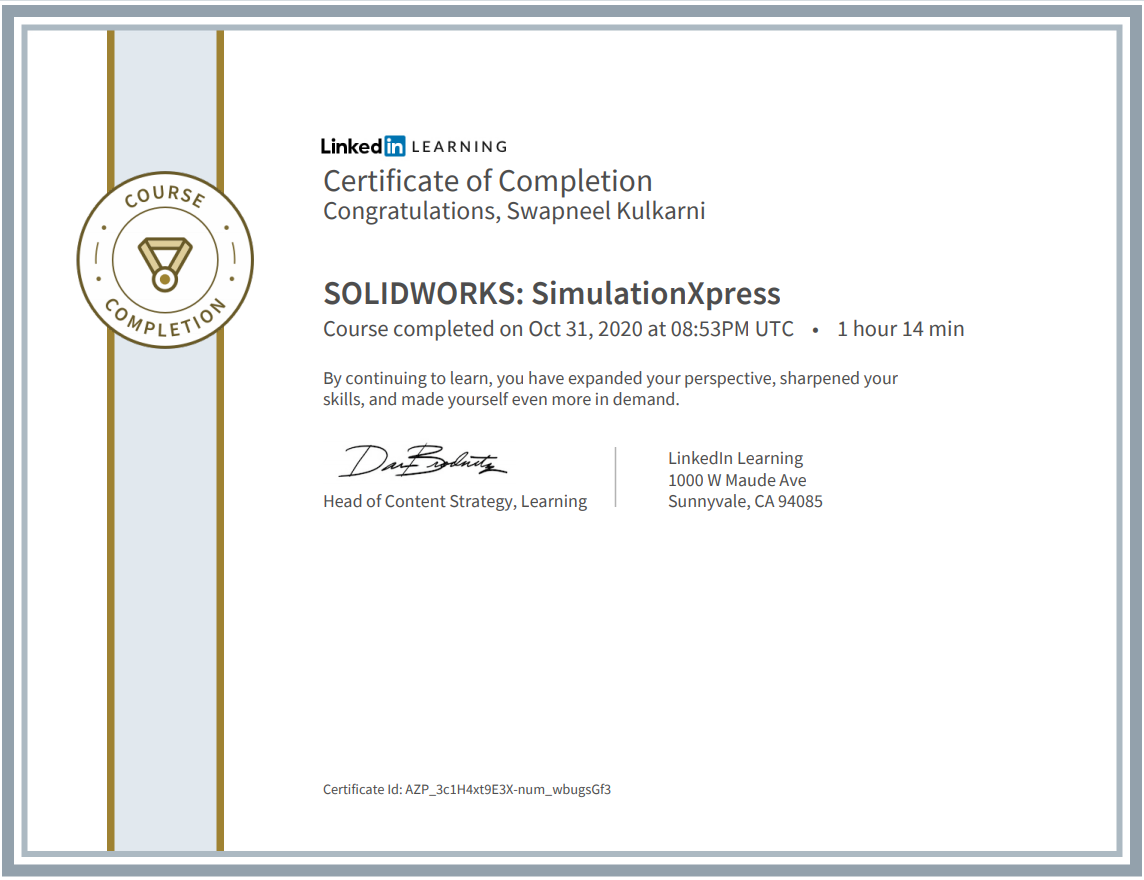 COURSE
COMPLETION
Linked in LEARNING
Certificate of Completion
Congratulations, Swapneel Kulkarni
SOLIDWORKS: SimulationXpress
Course completed on Oct 31, 2020 at 08:53PM UTC • 1 hour 14 min
By continuing to learn, you have expanded your perspective, sharpened your
skills, and made yourself even more in demand.
Head of Content Strategy, Learning
LinkedIn Learning
1000 W Maude Ave
Sunnyvale, CA 94085
Certificate Id: AZP_3c1H4xt9E3X-num_wbugsGf3